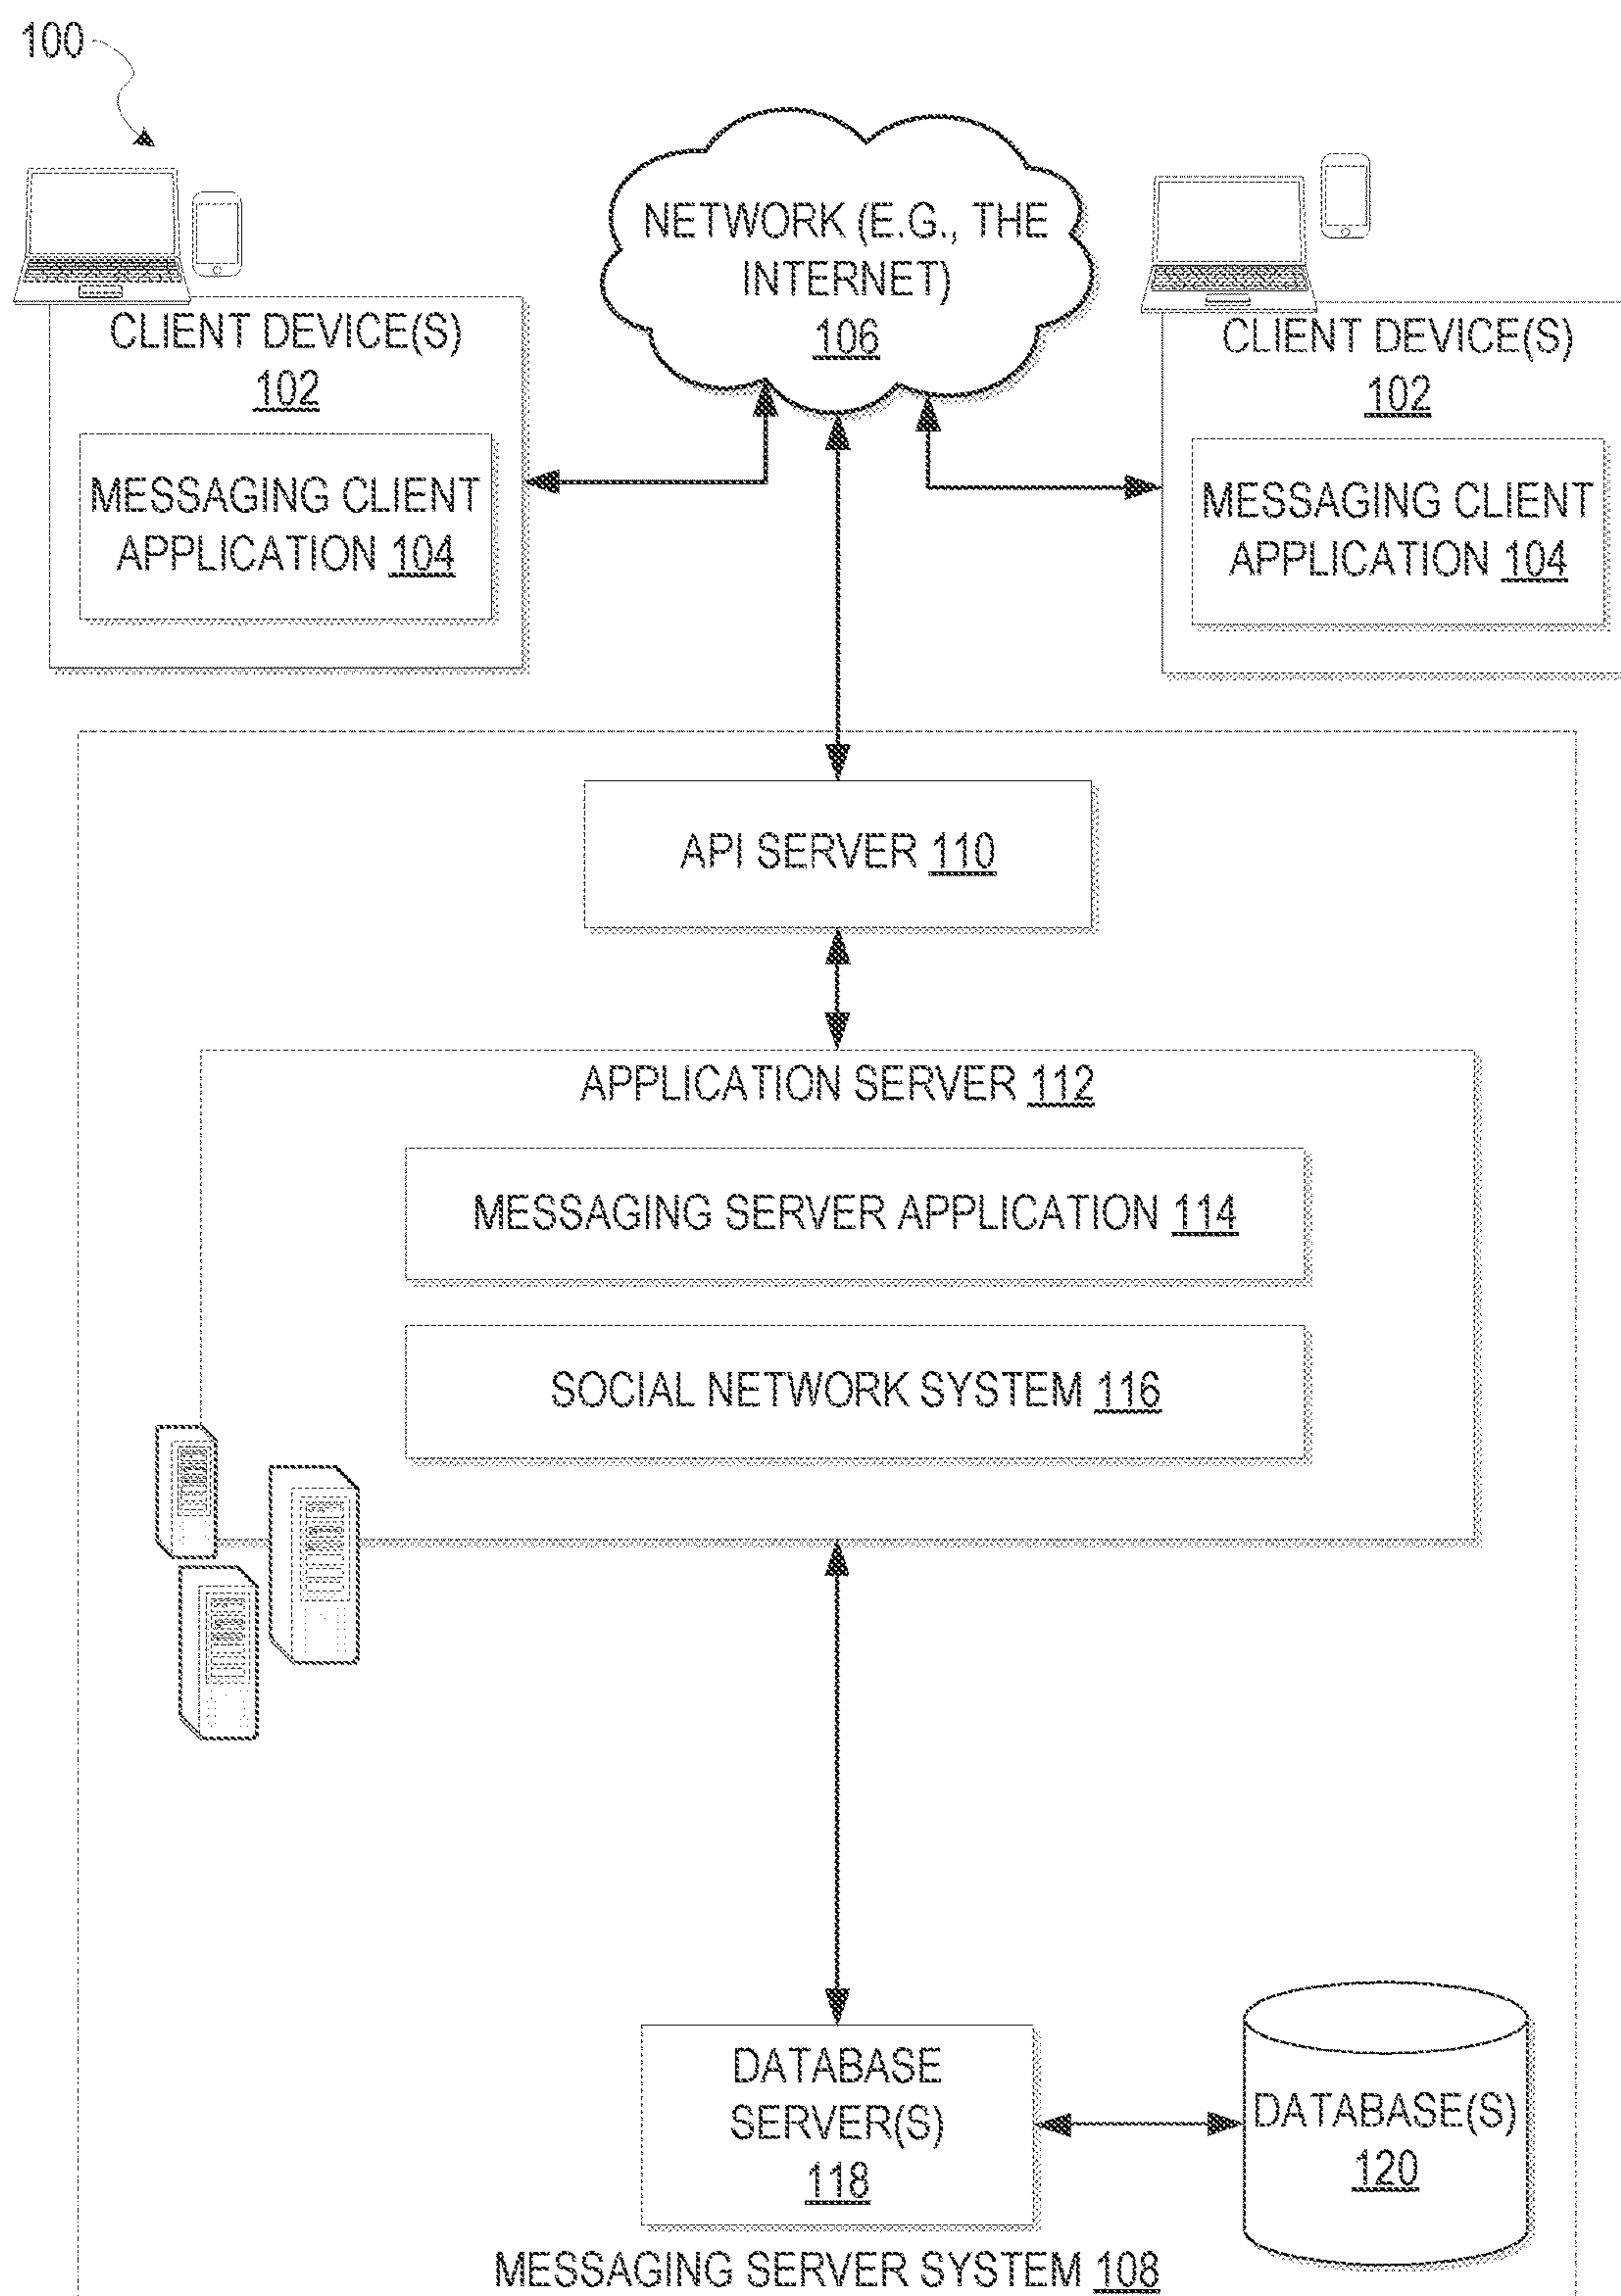 100
NETWORK (E.G., THE
INTERNET)
106
CLIENT DEVICE(S)
102
MESSAGING CLIENT
APPLICATION 104
CLIENT DEVICE(S)
102
MESSAGING CLIENT
APPLICATION 104
API SERVER 110
APPLICATION SERVER 112
MESSAGING SERVER APPLICATION 114
SOCIAL NETWORK SYSTEM 116
DATABASE
SERVER(S)
118
DATABASE(S)
120
MESSAGING SERVER SYSTEM 108